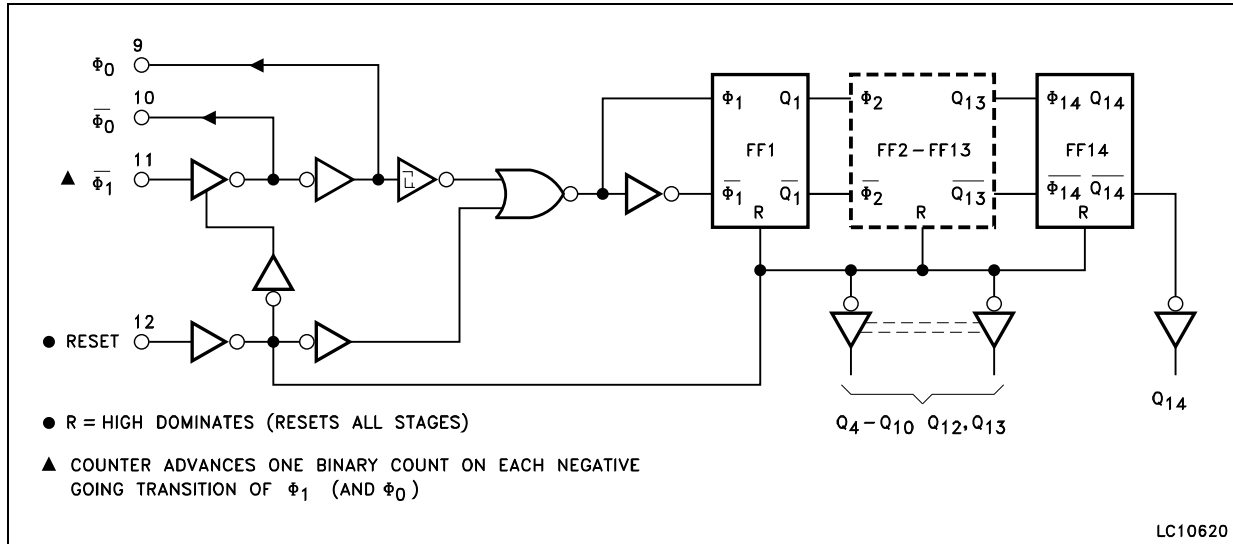 9
Φ0
10
Φ0
11
▲ Φ1
Φ1 Q1 Φ2 Q13 Φ14 Q14
FF1 FF2-FF13 FF14
Φ1 Q1 Φ2 Q13 Φ14 Q14
R R R
12
● RESET
Q14
Q4-Q10 Q12,Q13
● R = HIGH DOMINATES (RESETS ALL STAGES)
▲ COUNTER ADVANCES ONE BINARY COUNT ON EACH NEGATIVE
GOING TRANSITION OF Φ1 (AND Φ0)
LC10620